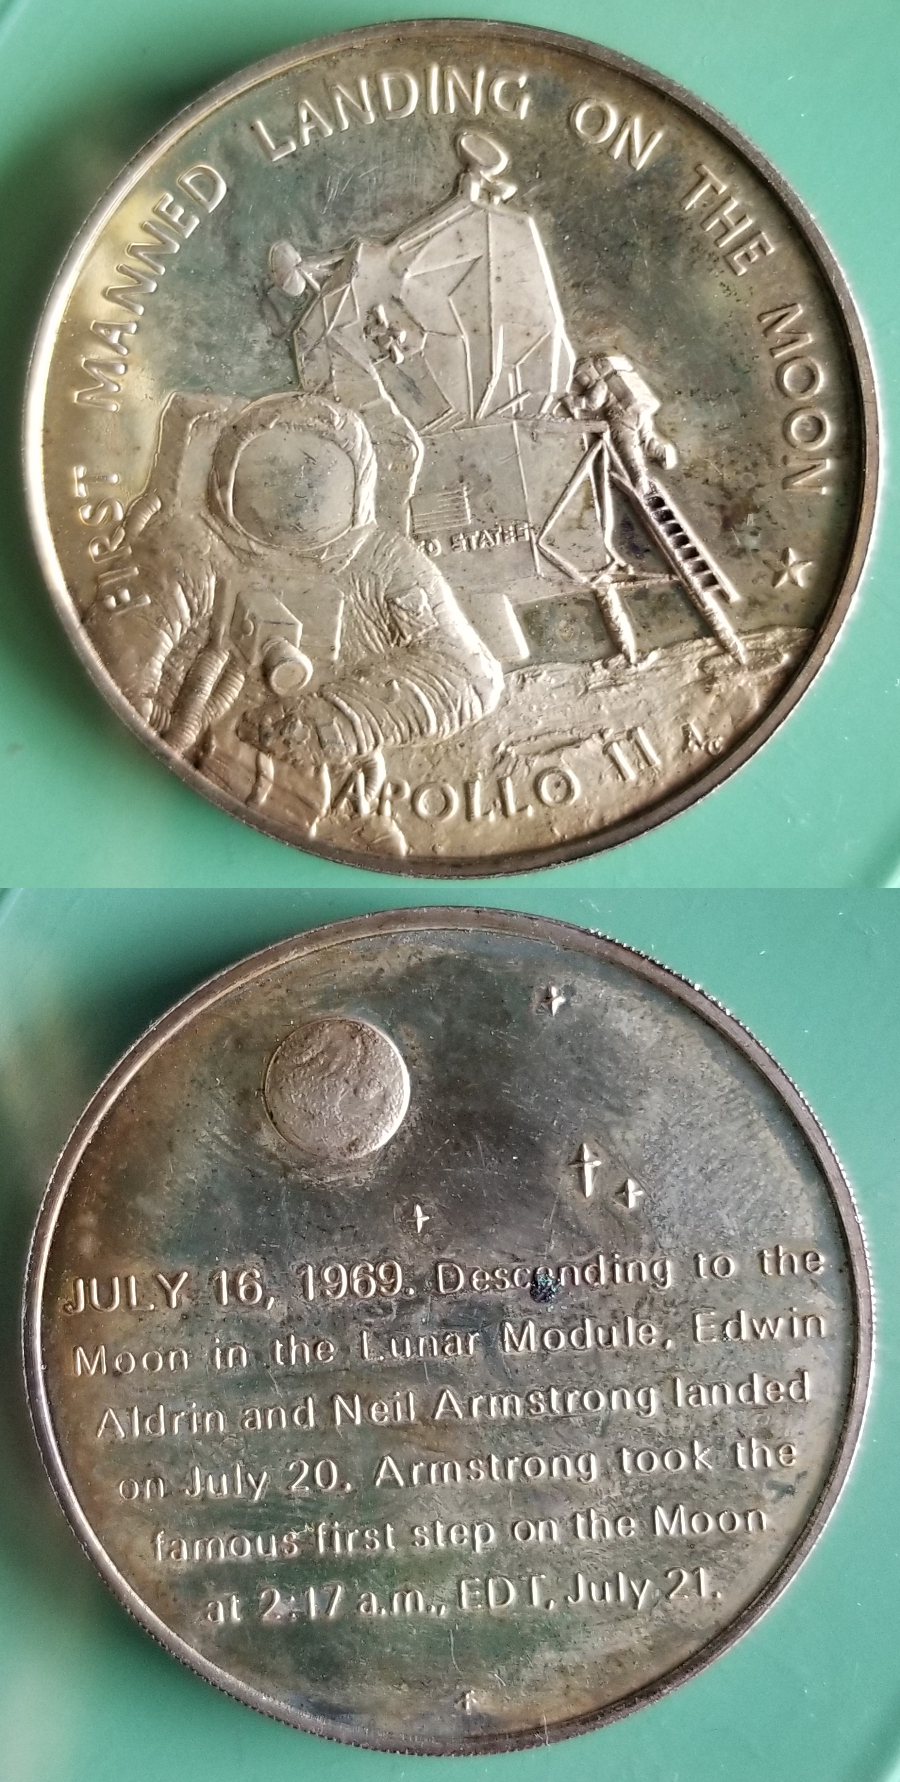 FIRST MANNED LANDING ON THE MOON
D STATES
APOLLO 11
JULY 16, 1969. Descending to the
Moon in the Lunar Module, Edwin
Aldrin and Neil Armstrong landed
on July 20. Armstrong took the
famous first step on the Moon
at 2:17 a.m., EDT, July 21.